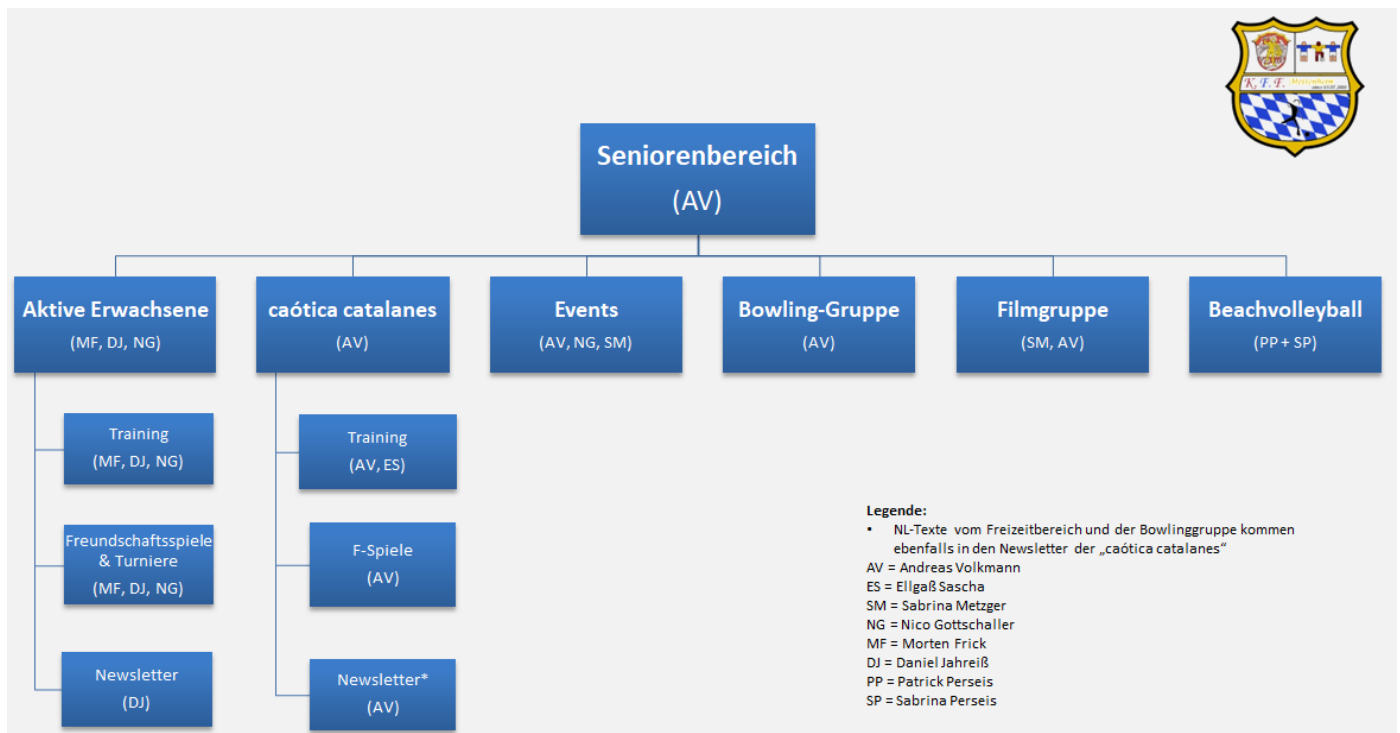 K. F. F.
Seniorenbereich
(AV)
Aktive Erwachsene
(MF, DJ, NG)
caótica catalanes
(AV)
Events
(AV, NG, SM)
Bowling-Gruppe
(AV)
Filmgruppe
(SM, AV)
Beachvolleyball
(PP + SP)
Training
(MF, DJ, NG)
Freundschaftsspiele
& Turniere
(MF, DJ, NG)
Newsletter
(DJ)
Training
(AV, ES)
F-Spiele
(AV)
Newsletter*
(AV)
Legende:
• NL-Texte vom Freizeitbereich und der Bowlinggruppe kommen
ebenfalls in den Newsletter der „caótica catalanes“
AV = Andreas Volkmann
ES = Ellgaß Sascha
SM = Sabrina Metzger
NG = Nico Gottschaller
MF = Morten Frick
DJ = Daniel Jahreiß
PP = Patrick Perseis
SP = Sabrina Perseis